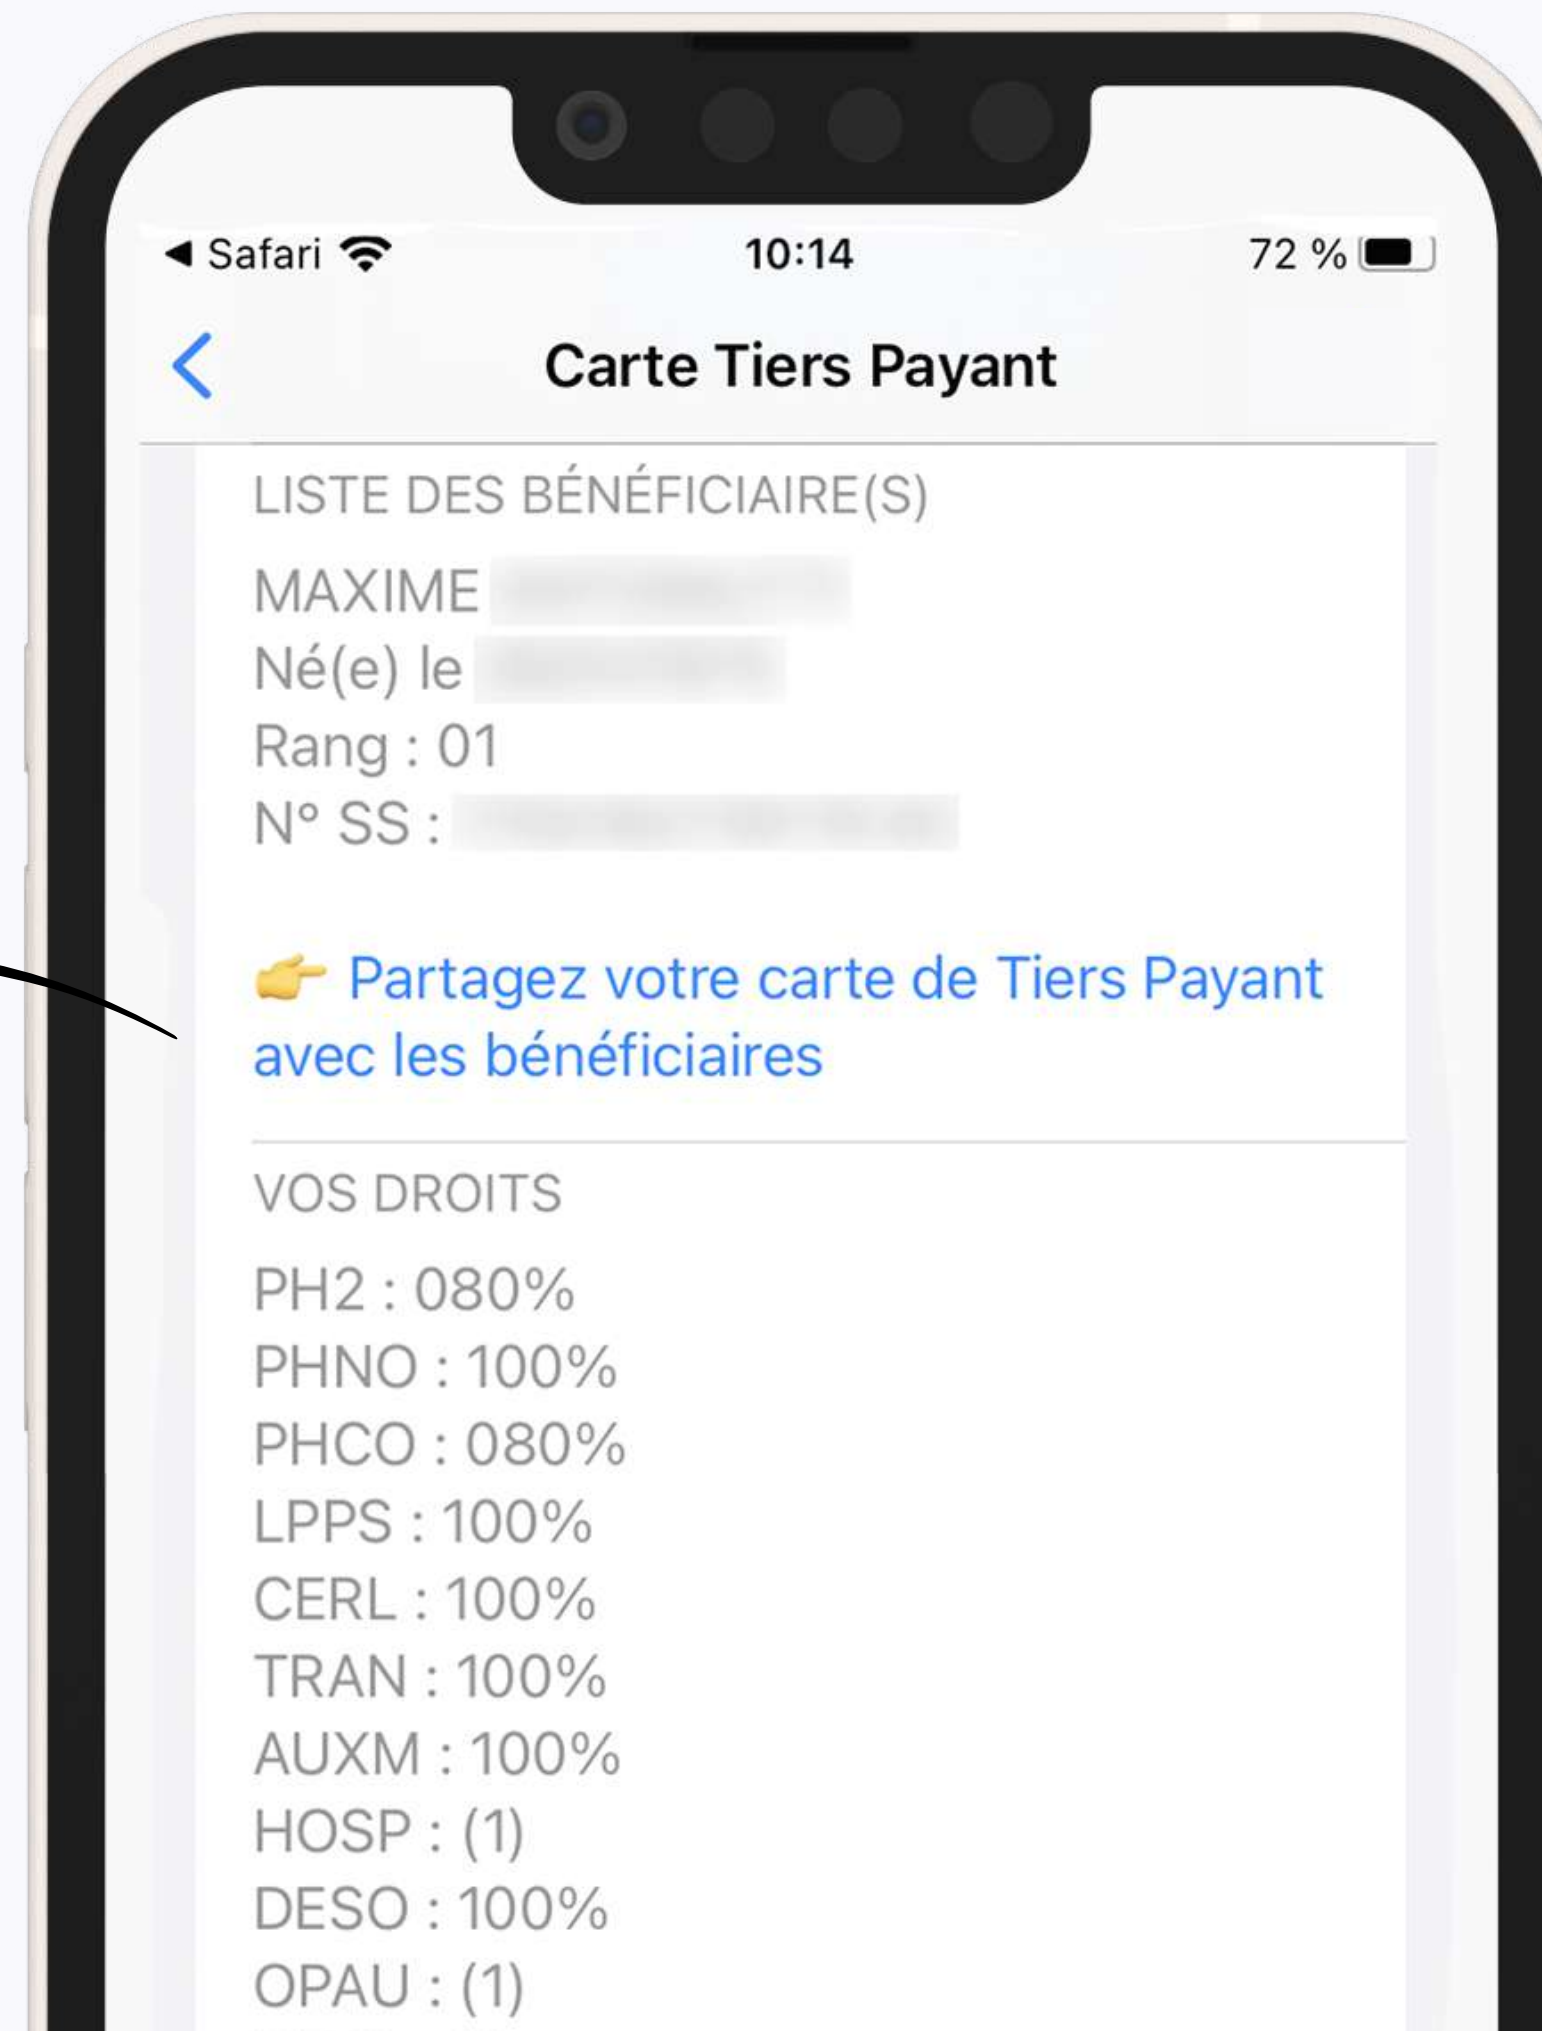 ◀ Safari
10:14
72 %
Carte Tiers Payant
LISTE DES BÉNÉFICIAIRE(S)
MAXIME
Né(e) le
Rang : 01
N° SS :
👉 Partagez votre carte de Tiers Payant
avec les bénéficiaires
VOS DROITS
PH2 : 080%
PHNO : 100%
PHCO : 080%
LPPS : 100%
CERL : 100%
TRAN : 100%
AUXM : 100%
HOSP : (1)
DESO : 100%
OPAU : (1)